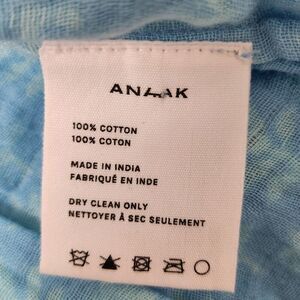 ANAAK
100% COTTON
100% COTON
MADE IN INDIA
FABRIQUÉ EN INDE
DRY CLEAN ONLY
NETTOYER À SEC SEULEMENT